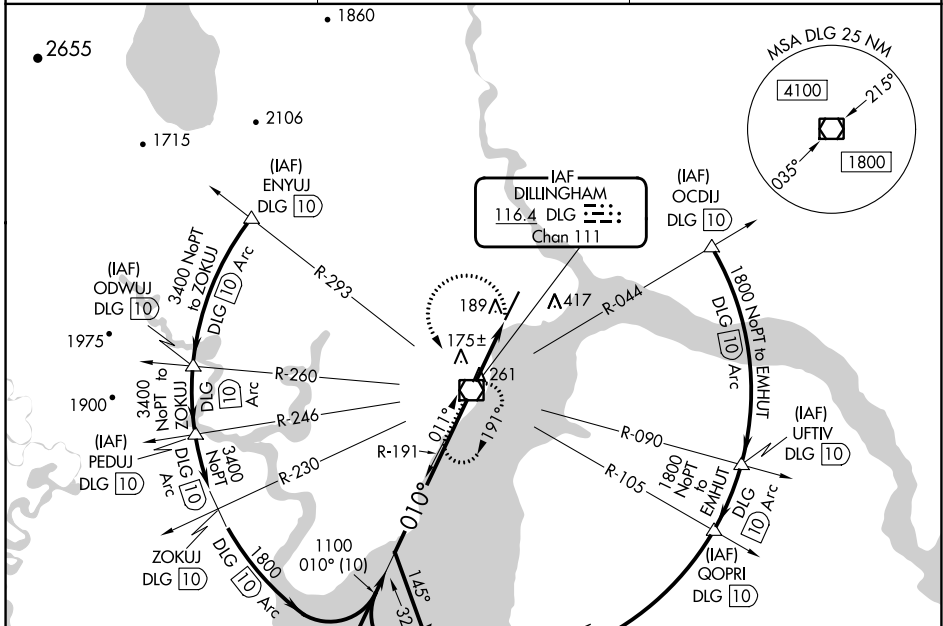 1860
2655
2106
1715
MSA DLG 25 NM
4100
215°
035°
1800
(IAF)
ENYUJ
DLG 10
IAF
DILLINGHAM
116.4 DLG
Chan 111
(IAF)
OCDIJ
DLG 10
3400 NoPT
to ZOKUJ
DLG 10 Arc
R-293
(IAF)
ODWUJ
DLG 10
1975
189
417
175±
261
R-044
1800 NoPT to EMHUT
DLG 10 Arc
R-260
3400
NoPT to
ZOKUJ
DLG
10
Arc
1900
R-246
(IAF)
PEDUJ
DLG 10
3400
NoPT
DLG 10
Arc
R-230
R-191
011°
191°
010°
R-090
(IAF)
UFTIV
DLG 10
R-105
1800
NoPT
to
EMHUT
DLG
10 Arc
(IAF)
QOPRI
DLG 10
ZOKUJ
DLG 10
1800
DLG 10 Arc
1100
010° (10)
145°